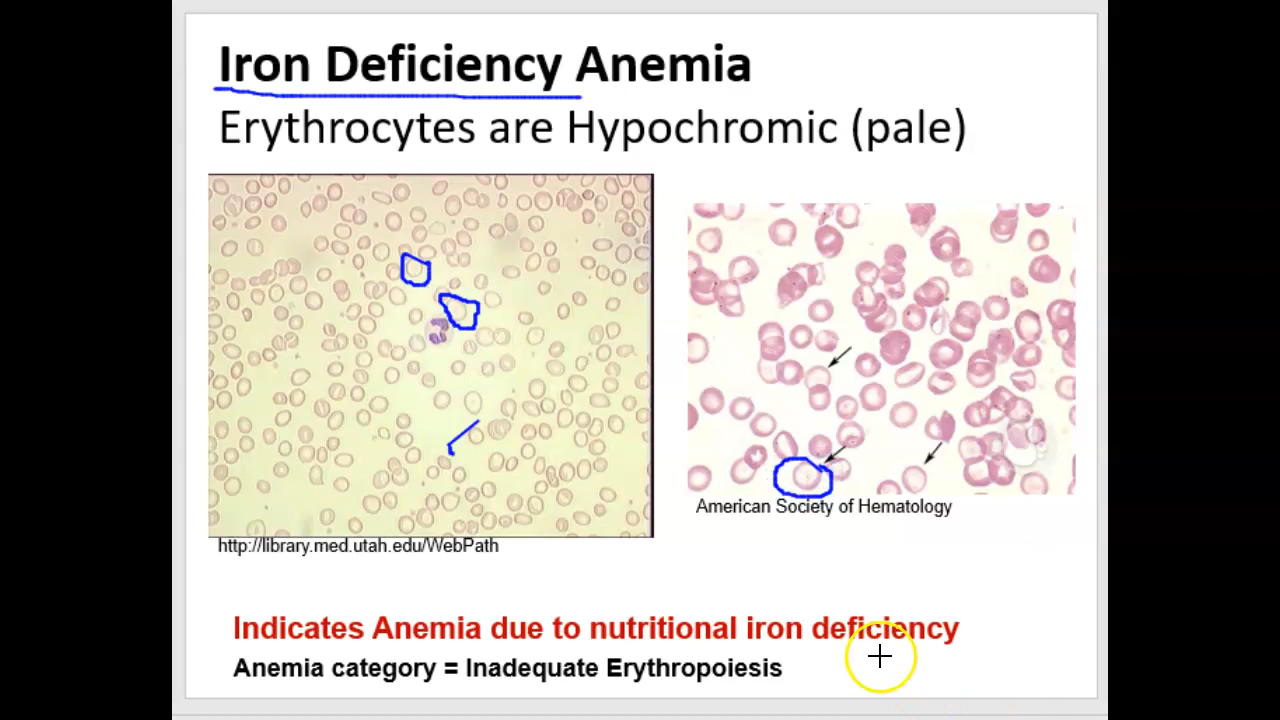 Iron Deficiency Anemia
Erythrocytes are Hypochromic (pale)
American Society of Hematology
http://library.med.utah.edu/WebPath
Indicates Anemia due to nutritional iron deficiency
Anemia category = Inadequate Erythropoiesis